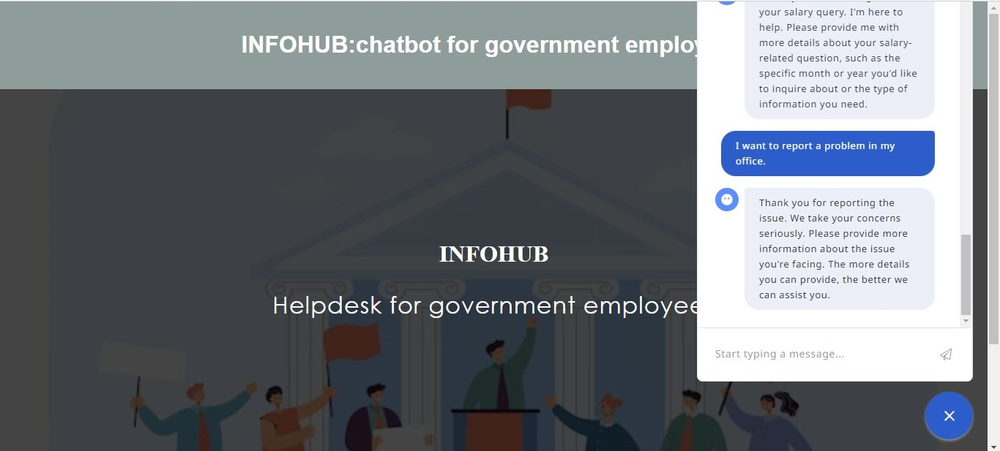 INFOHUB:chatbot for government employ
INFOHUB
Helpdesk for government employee
your salary query. I'm here to
help. Please provide me with
more details about your salary-
related question, such as the
specific month or year you'd like
to inquire about or the type of
information you need.
I want to report a problem in my
office.
Thank you for reporting the
issue. We take your concerns
seriously. Please provide more
information about the issue
you're facing. The more details
you can provide, the better we
can assist you.
Start typing a message...